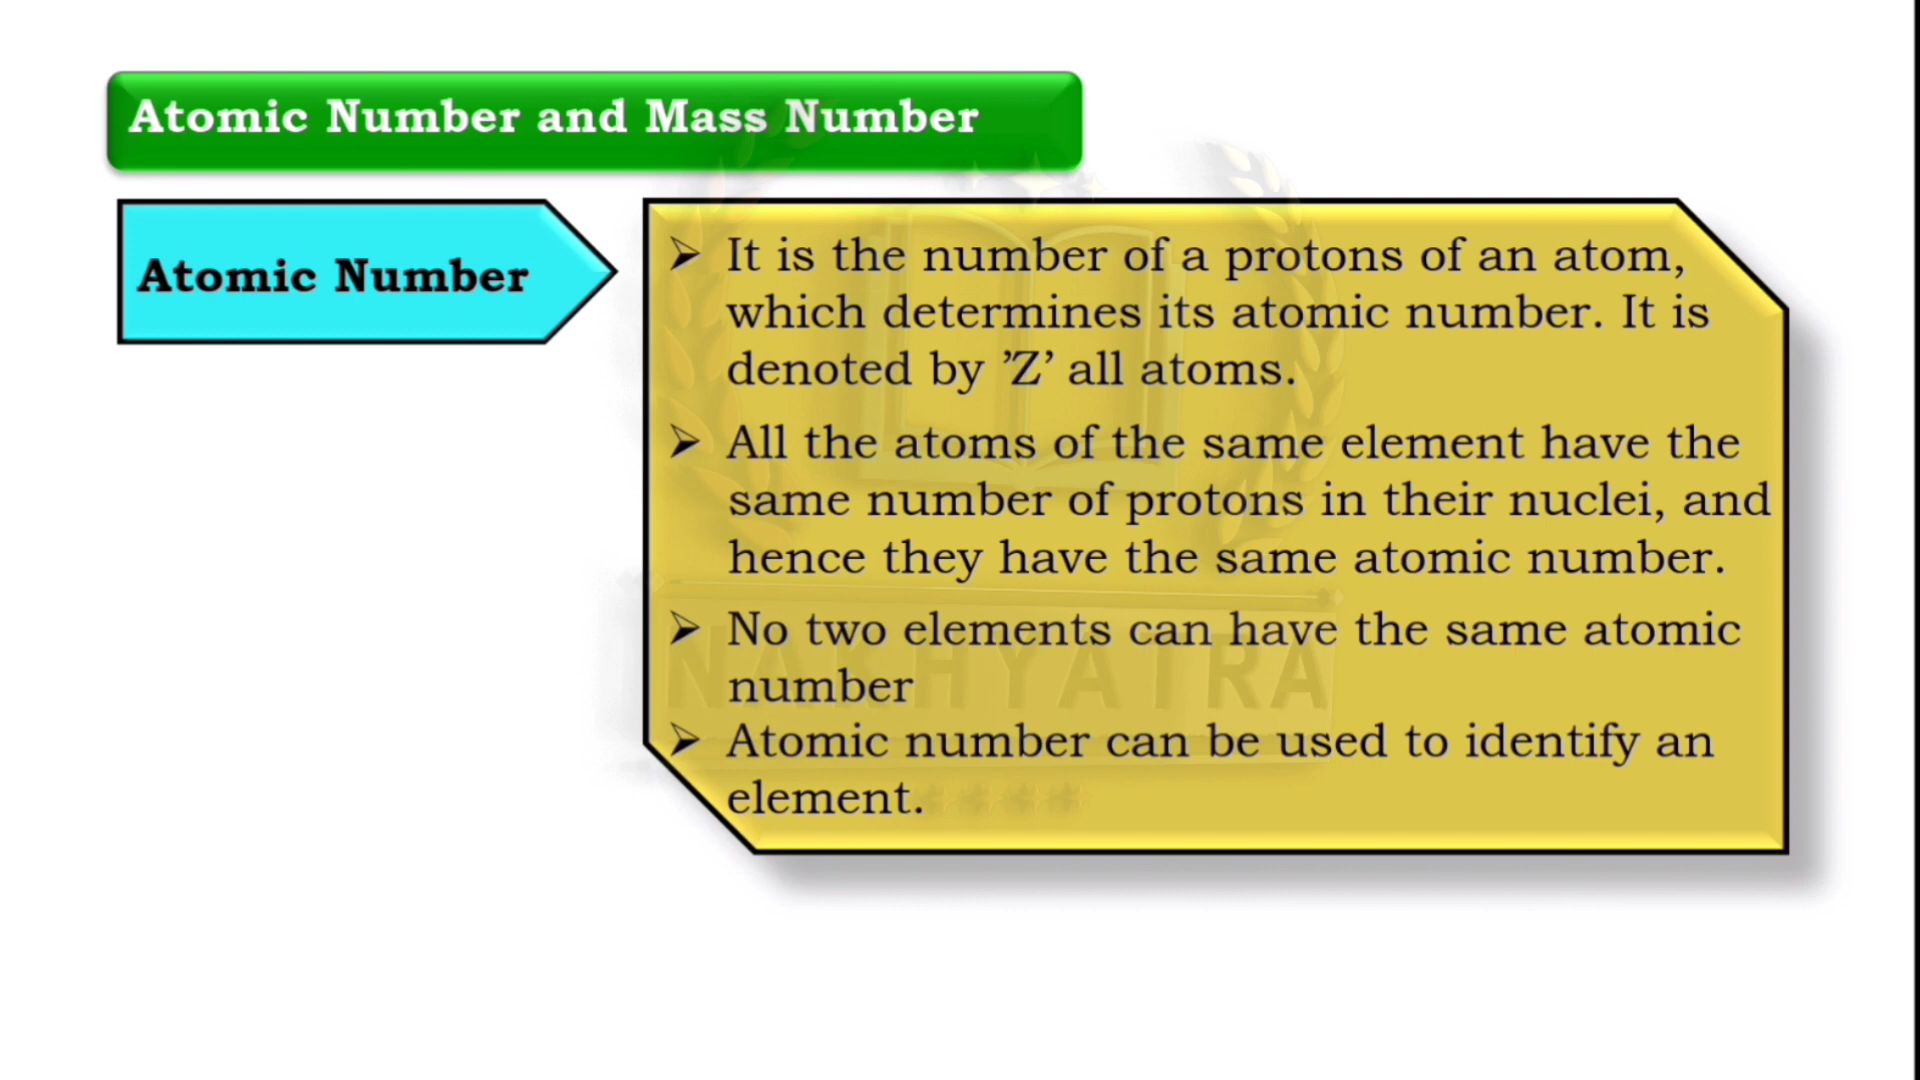 Atomic Number and Mass Number
Atomic Number
➢ It is the number of a protons of an atom,
which determines its atomic number. It is
denoted by ’Z’ all atoms.
➢ All the atoms of the same element have the
same number of protons in their nuclei, and
hence they have the same atomic number.
➢ No two elements can have the same atomic
number
➢ Atomic number can be used to identify an
element.
NAKHYATRA